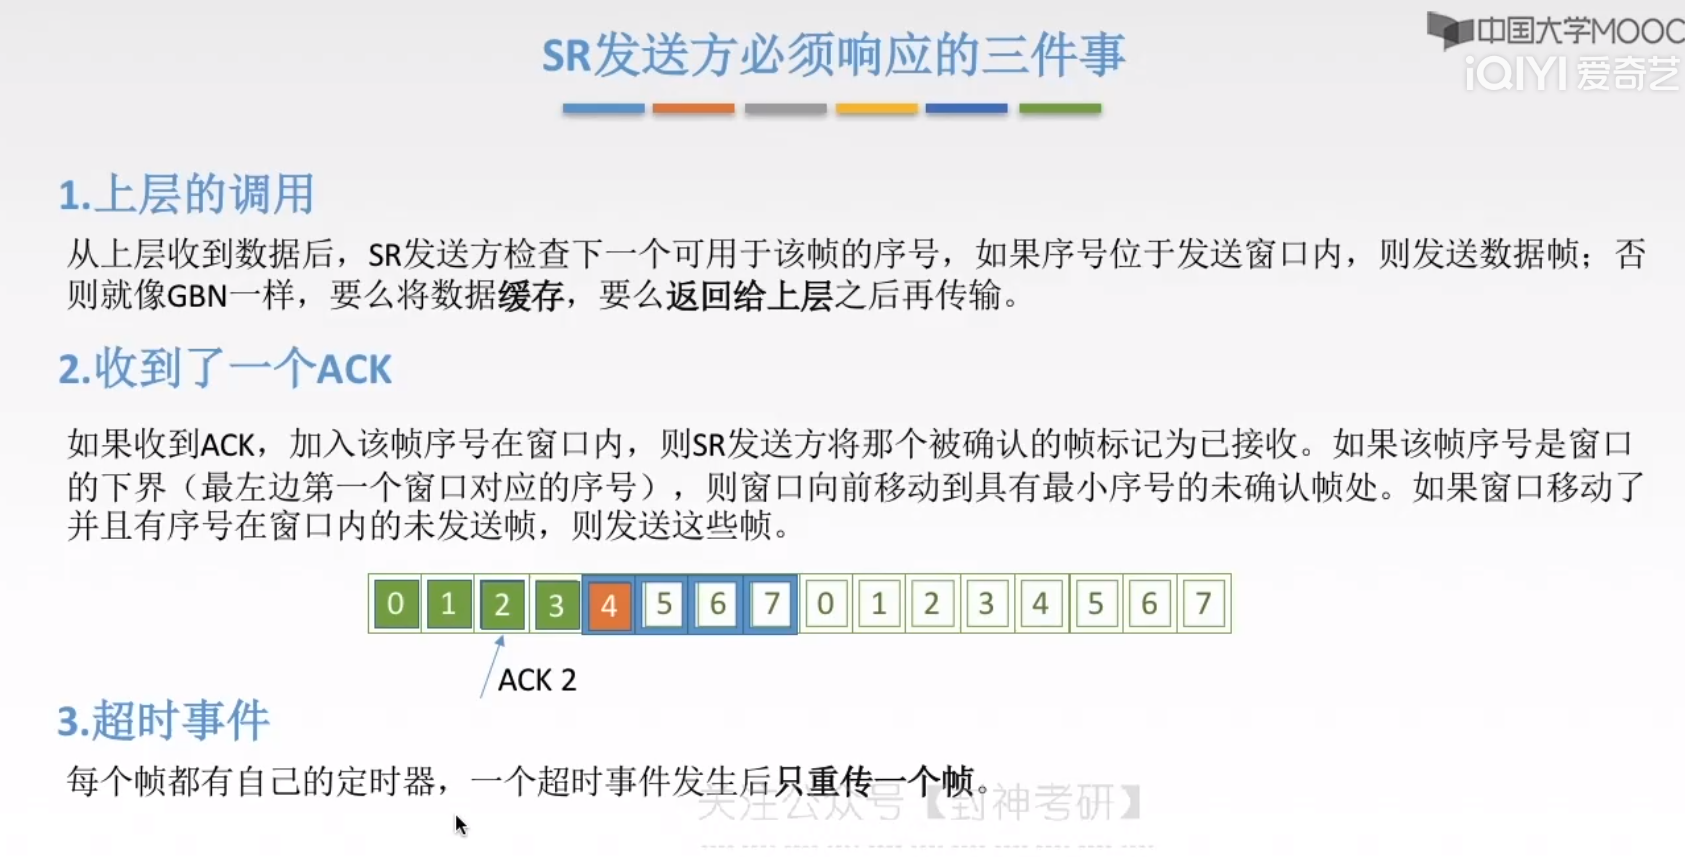 中国大学MOOC
iQIYI 爱奇艺
SR发送方必须响应的三件事
1.上层的调用
从上层收到数据后，SR发送方检查下一个可用于该帧的序号，如果序号位于发送窗口内，则发送数据帧；否
则就像GBN一样，要么将数据缓存，要么返回给上层之后再传输。
2.收到了一个ACK
如果收到ACK，加入该帧序号在窗口内，则SR发送方将那个被确认的帧标记为已接收。如果该帧序号是窗口
的下界（最左边第一个窗口对应的序号），则窗口向前移动到具有最小序号的未确认帧处。如果窗口移动了
并且有序号在窗口内的未发送帧，则发送这些帧。
0 1 2 3 4 5 6 7 0 1 2 3 4 5 6 7
ACK 2
3.超时事件
每个帧都有自己的定时器，一个超时事件发生后只重传一个帧。
关注公众号【封神考研】